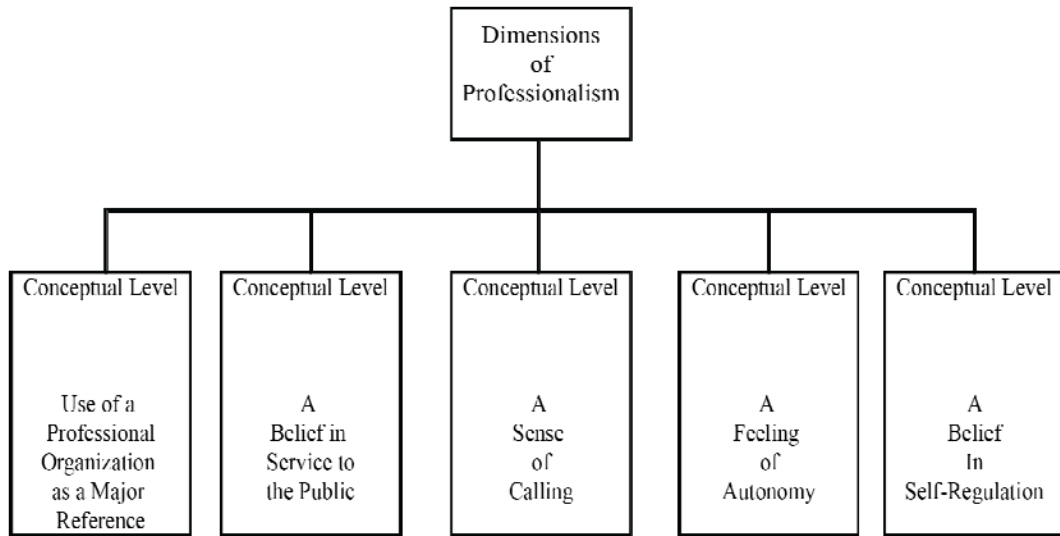 Dimensions
of
Professionalism
Conceptual Level
Use of a
Professional
Organization
as a Major
Reference
Conceptual Level
A
Belief in
Service to
the Public
Conceptual Level
A
Sense
of
Calling
Conceptual Level
A
Feeling
of
Autonomy
Conceptual Level
A
Belief
In
Self-Regulation